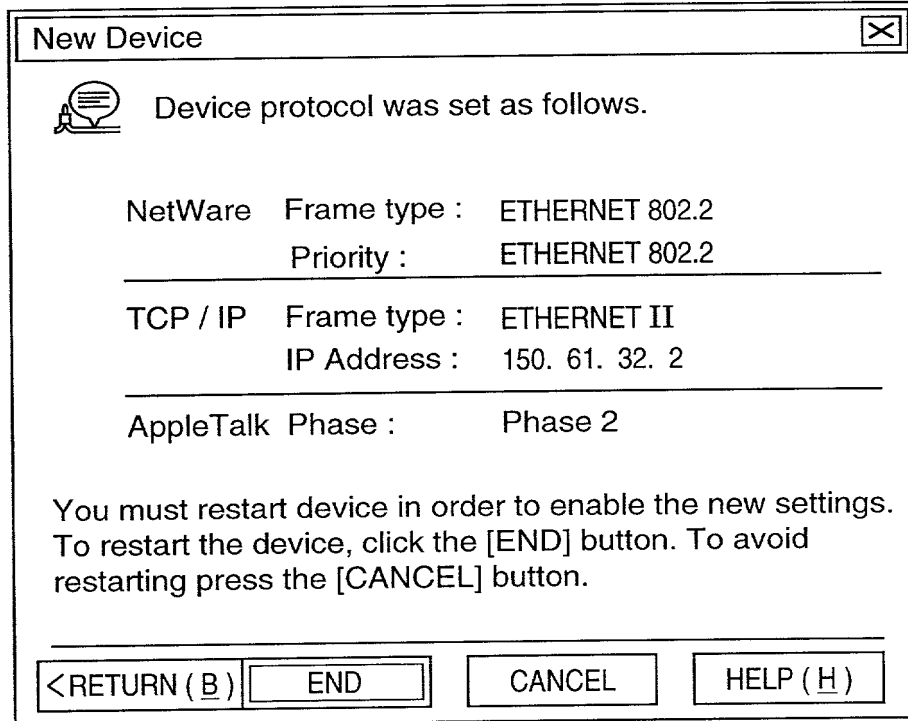 New Device
Device protocol was set as follows.
NetWare Frame type : ETHERNET 802.2
Priority : ETHERNET 802.2
TCP / IP Frame type : ETHERNET II
IP Address : 150. 61. 32. 2
AppleTalk Phase : Phase 2
You must restart device in order to enable the new settings.
To restart the device, click the [END] button. To avoid
restarting press the [CANCEL] button.
<RETURN ( B ) END CANCEL HELP ( H )